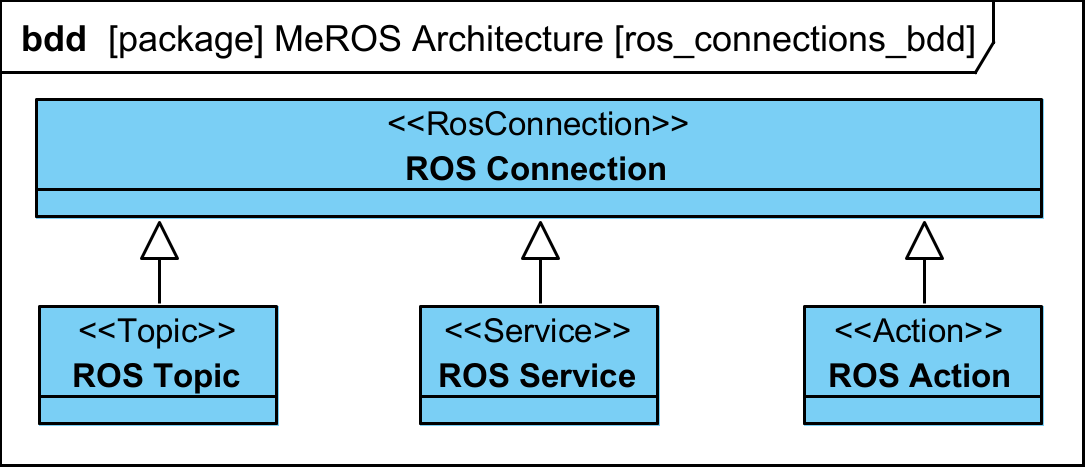 bdd [package] MeROS Architecture [ros_connections_bdd]
<<RosConnection>>
ROS Connection
<<Topic>>
ROS Topic
<<Service>>
ROS Service
<<Action>>
ROS Action